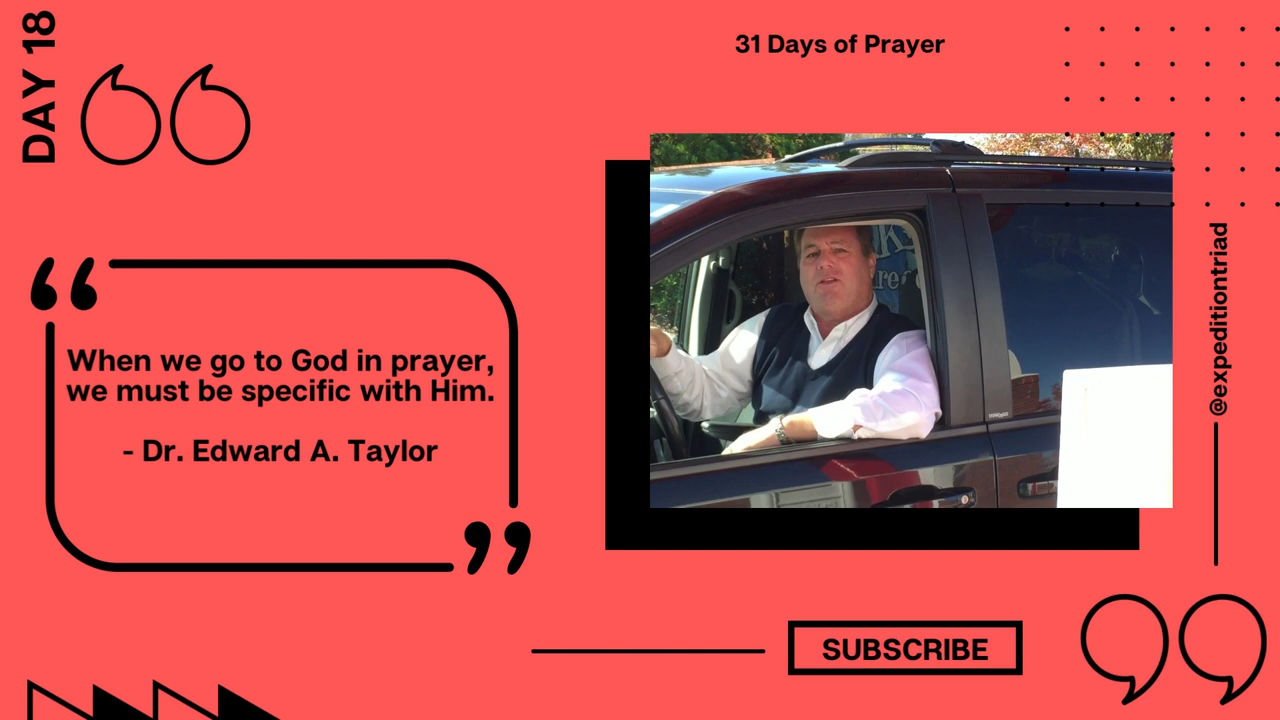 DAY 18
31 Days of Prayer
When we go to God in prayer,
we must be specific with Him.
- Dr. Edward A. Taylor
@expeditiontriad
SUBSCRIBE